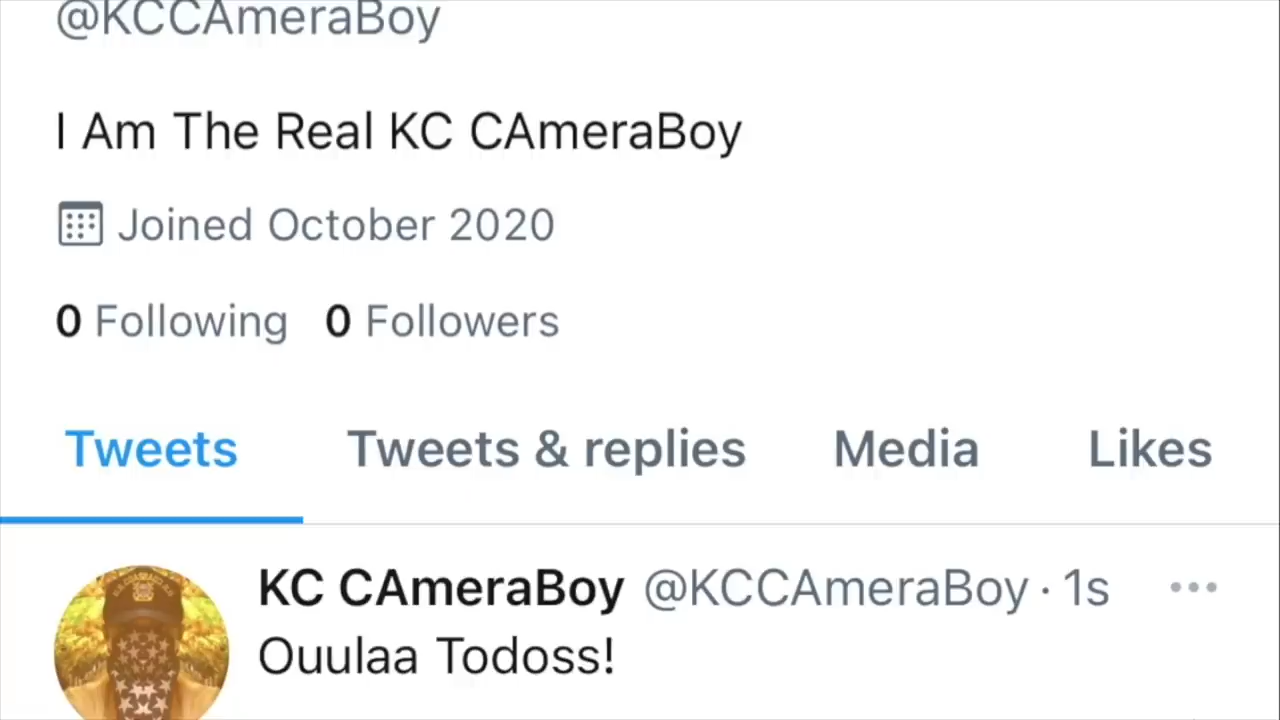 @KCCAmeraBoy
I Am The Real KC CAmeraBoy
Joined October 2020
0 Following 0 Followers
Tweets Tweets & replies Media Likes
KC CAmeraBoy @KCCAmeraBoy · 1s
Ouulaa Todoss!